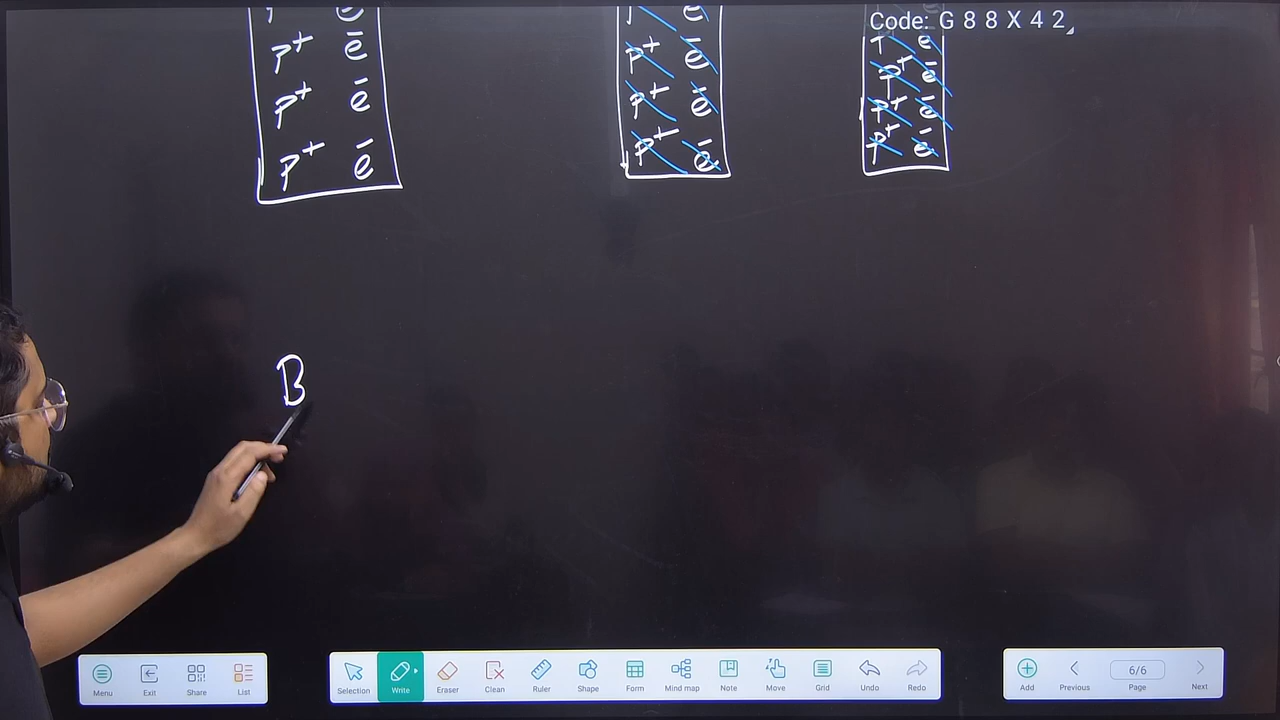 Code: G 8 8 X 4 2
p⁺ ē p⁺ ē p⁺ ē
p⁺ ē p⁺ ē p⁺ ē
p⁺ ē p⁺ ē p⁺ ē
B
Menu Exit Share List Selection Write Eraser Clean Ruler Shape Form Mind map Note Move Grid Undo Redo Add Previous 6/6 Page Next